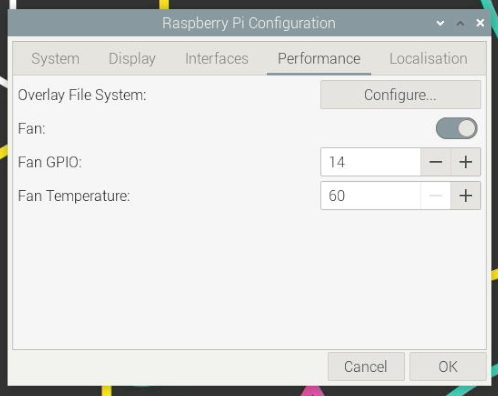 Raspberry Pi Configuration
System Display Interfaces Performance Localisation
Overlay File System: Configure...
Fan:
Fan GPIO: 14
Fan Temperature: 60
Cancel OK